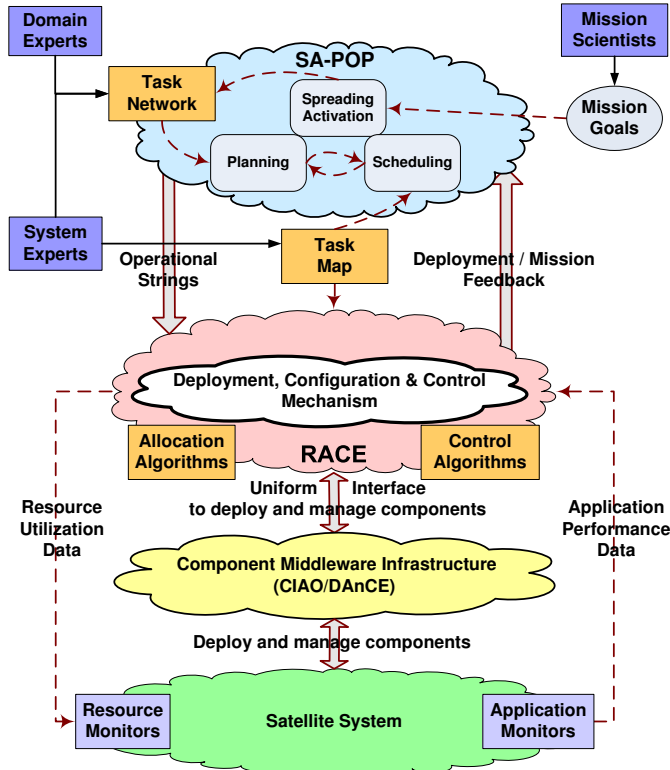 Domain
Experts
Mission
Scientists
SA-POP
Task
Network
Spreading
Activation
Mission
Goals
Planning
Scheduling
System
Experts
Operational
Strings
Task
Map
Deployment / Mission
Feedback
Deployment, Configuration & Control
Mechanism
Allocation
Algorithms
RACE
Control
Algorithms
Resource
Utilization
Data
Uniform Interface
to deploy and manage components
Application
Performance
Data
Component Middleware Infrastructure
(CIAO/DAnCE)
Deploy and manage components
Resource
Monitors
Satellite System
Application
Monitors